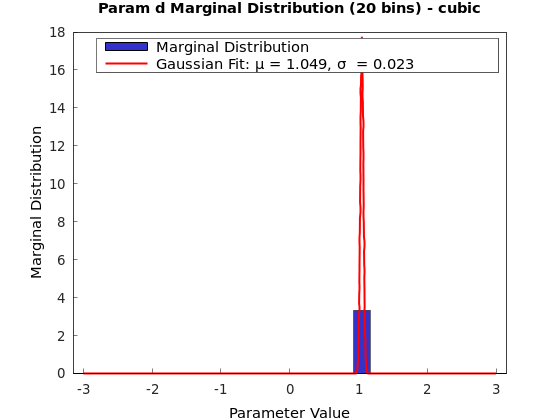 Param d Marginal Distribution (20 bins) - cubic
18
16
14
12
10
8
6
4
2
0
Marginal Distribution
Marginal Distribution
Gaussian Fit: μ = 1.049, σ  = 0.023
-3 -2 -1 0 1 2 3
Parameter Value